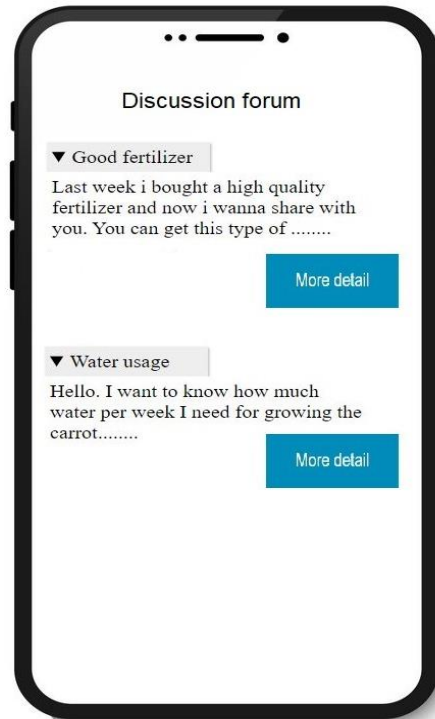 Discussion forum
▼ Good fertilizer
Last week i bought a high quality
fertilizer and now i wanna share with
you. You can get this type of ........
More detail
▼ Water usage
Hello. I want to know how much
water per week I need for growing the
carrot........
More detail